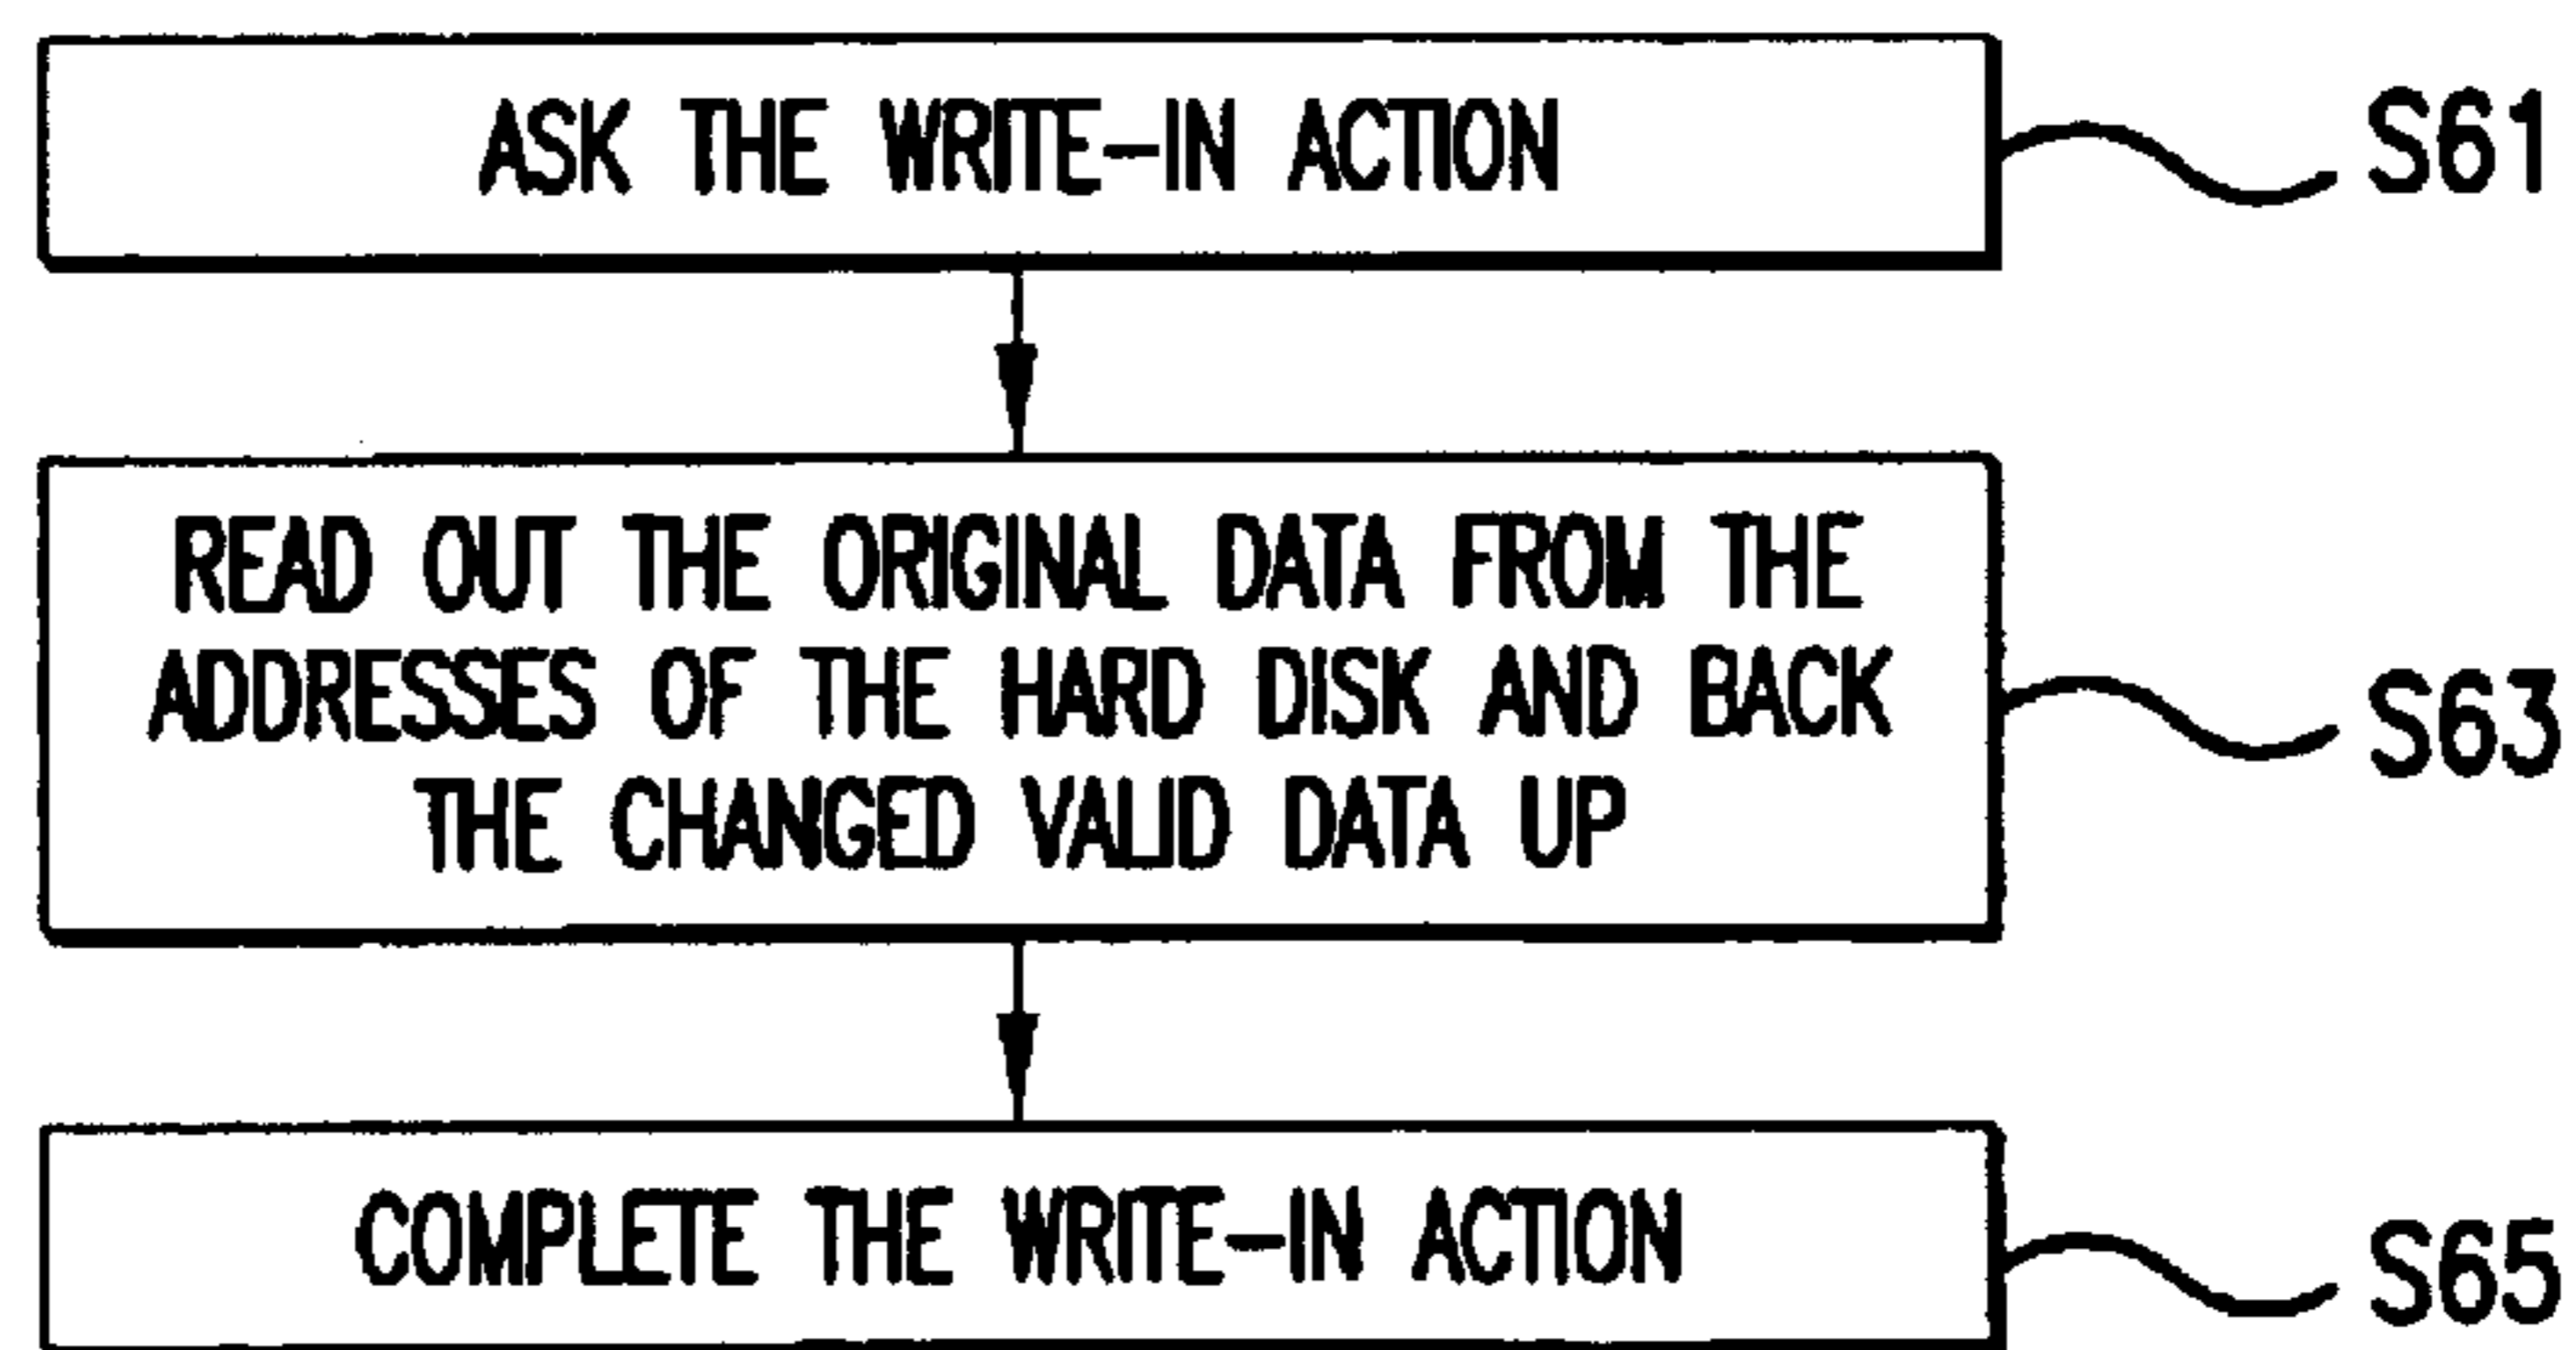 ASK THE WRITE-IN ACTION
S61
READ OUT THE ORIGINAL DATA FROM THE
ADDRESSES OF THE HARD DISK AND BACK
THE CHANGED VALID DATA UP
S63
COMPLETE THE WRITE-IN ACTION
S65